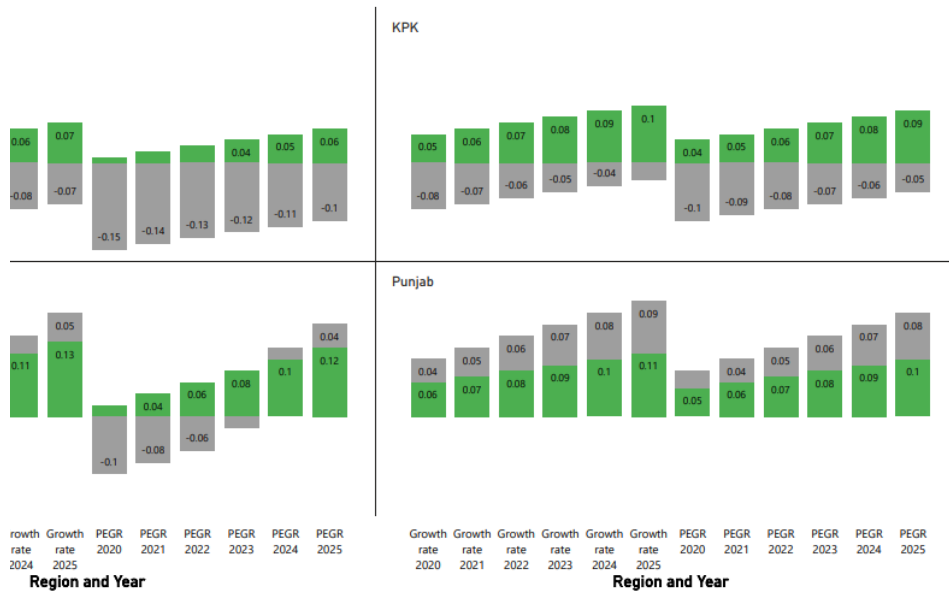 KPK
0.06 0.07 0.04 0.05 0.06
-0.08 -0.07 -0.15 -0.14 -0.13 -0.12 -0.11 -0.1
0.05 0.06 0.07 0.08 0.09 0.1 0.04 0.05 0.06 0.07 0.08 0.09
-0.08 -0.07 -0.06 -0.05 -0.04 -0.1 -0.09 -0.08 -0.07 -0.06 -0.05
Punjab
0.05 0.04
0.11 0.13 0.04 0.06 0.08 0.1 0.12
-0.1 -0.08 -0.06
0.04 0.05 0.06 0.07 0.08 0.09 0.04 0.05 0.06 0.07 0.08
0.06 0.07 0.08 0.09 0.1 0.11 0.05 0.06 0.07 0.08 0.09 0.1
rowth Growth PEGR PEGR PEGR PEGR PEGR PEGR
rate rate 2020 2021 2022 2023 2024 2025
2024 2025
Region and Year
Growth Growth Growth Growth Growth Growth PEGR PEGR PEGR PEGR PEGR PEGR
rate rate rate rate rate rate 2020 2021 2022 2023 2024 2025
2020 2021 2022 2023 2024 2025
Region and Year